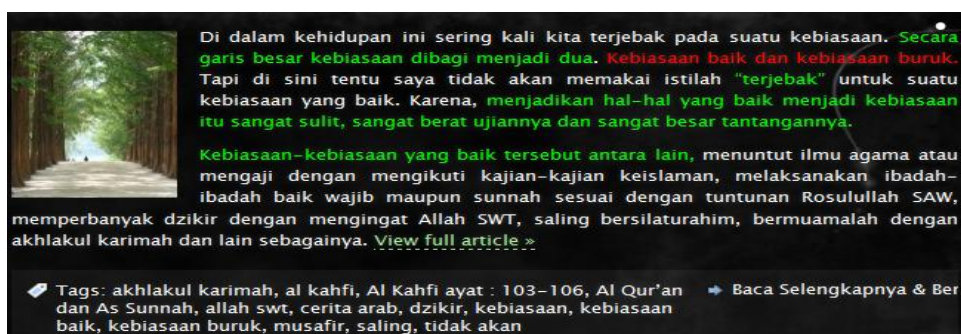 Di dalam kehidupan ini sering kali kita terjebak pada suatu kebiasaan. Secara
garis besar kebiasaan dibagi menjadi dua. Kebiasaan baik dan kebiasaan buruk.
Tapi di sini tentu saya tidak akan memakai istilah "terjebak" untuk suatu
kebiasaan yang baik. Karena, menjadikan hal-hal yang baik menjadi kebiasaan
itu sangat sulit, sangat berat ujiannya dan sangat besar tantangannya.
Kebiasaan-kebiasaan yang baik tersebut antara lain, menuntut ilmu agama atau
mengaji dengan mengikuti kajian-kajian keislaman, melaksanakan ibadah-
ibadah baik wajib maupun sunnah sesuai dengan tuntunan Rosulullah SAW,
memperbanyak dzikir dengan mengingat Allah SWT, saling bersilaturahim, bermuamalah dengan
akhlakul karimah dan lain sebagainya. View full article »
Tags: akhlakul karimah, al kahfi, Al Kahfi ayat : 103-106, Al Qur'an
dan As Sunnah, allah swt, cerita arab, dzikir, kebiasaan, kebiasaan
baik, kebiasaan buruk, musafir, saling, tidak akan
Baca Selengkapnya & Ber